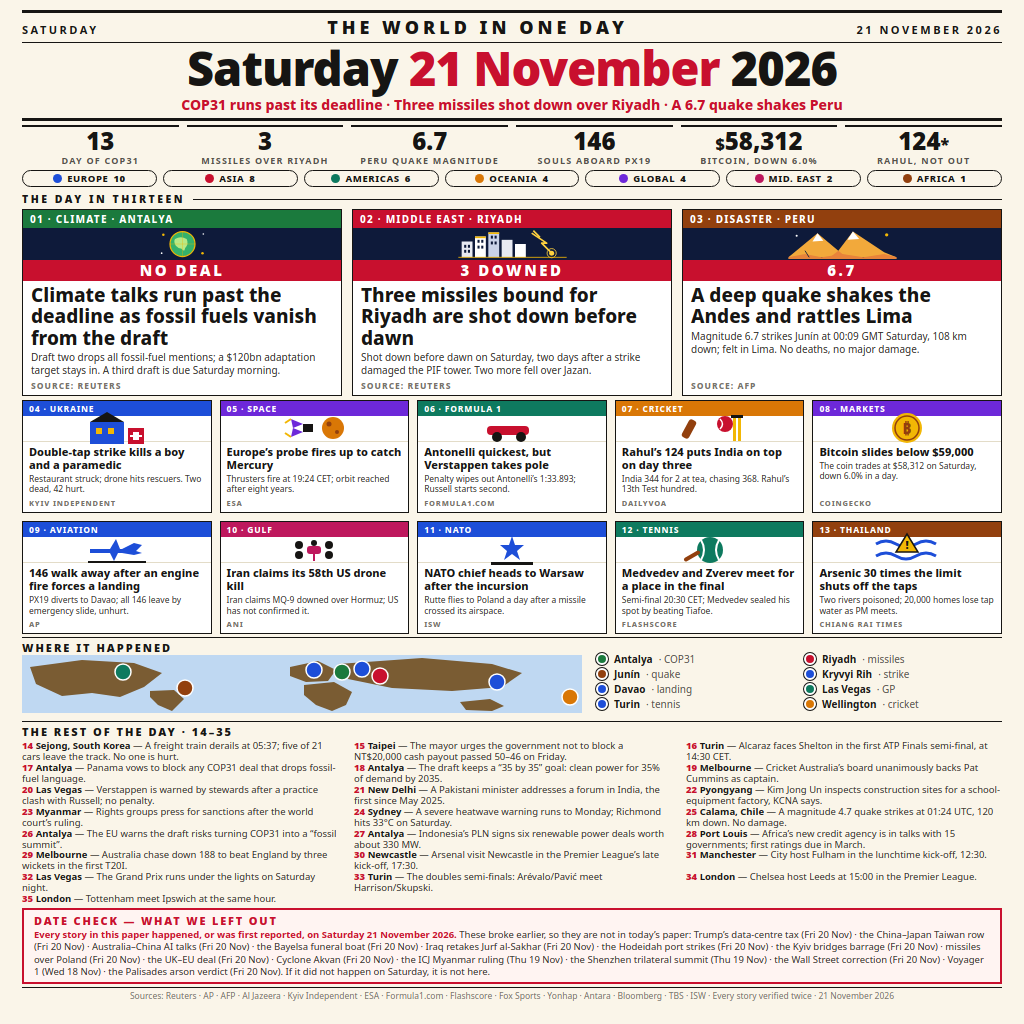 SATURDAY
THE WORLD IN ONE DAY
21 NOVEMBER 2026
Saturday 21 November 2026
COP31 runs past its deadline · Three missiles shot down over Riyadh · A 6.7 quake shakes Peru
13
DAY OF COP31
3
MISSILES OVER RIYADH
6.7
PERU QUAKE MAGNITUDE
146
SOULS ABOARD PX19
$58,312
BITCOIN, DOWN 6.0%
124*
RAHUL, NOT OUT
EUROPE 10
ASIA 8
AMERICAS 6
OCEANIA 4
GLOBAL 4
MID. EAST 2
AFRICA 1
THE DAY IN THIRTEEN
01 · CLIMATE · ANTALYA
NO DEAL
Climate talks run past the
deadline as fossil fuels vanish
from the draft
Draft two drops all fossil-fuel mentions; a $120bn adaptation
target stays in. A third draft is due Saturday morning.
SOURCE: REUTERS
02 · MIDDLE EAST · RIYADH
3 DOWNED
Three missiles bound for
Riyadh are shot down before
dawn
Shot down before dawn on Saturday, two days after a strike
damaged the PIF tower. Two more fell over Jazan.
SOURCE: REUTERS
03 · DISASTER · PERU
6.7
A deep quake shakes the
Andes and rattles Lima
Magnitude 6.7 strikes Junín at 00:09 GMT Saturday, 108 km
down; felt in Lima. No deaths, no major damage.
SOURCE: AFP
04 · UKRAINE
Double-tap strike kills a boy
and a paramedic
Restaurant struck; drone hits rescuers. Two
dead, 42 hurt.
KYIV INDEPENDENT
05 · SPACE
Europe’s probe fires up to catch
Mercury
Thrusters fire at 19:24 CET; orbit reached
after eight years.
ESA
06 · FORMULA 1
Antonelli quickest, but
Verstappen takes pole
Penalty wipes out Antonelli’s 1:33.893;
Russell starts second.
FORMULA1.COM
07 · CRICKET
Rahul’s 124 puts India on top
on day three
India 344 for 2 at tea, chasing 368. Rahul’s
13th Test hundred.
DAILYVOA
08 · MARKETS
฿
Bitcoin slides below $59,000
The coin trades at $58,312 on Saturday,
down 6.0% in a day.
COINGECKO
09 · AVIATION
146 walk away after an engine
fire forces a landing
PX19 diverts to Davao; all 146 leave by
emergency slide, unhurt.
AP
10 · GULF
Iran claims its 58th US drone
kill
Iran claims MQ-9 downed over Hormuz; US
has not confirmed it.
ANI
11 · NATO
NATO chief heads to Warsaw
after the incursion
Rutte flies to Poland a day after a missile
crossed its airspace.
ISW
12 · TENNIS
Medvedev and Zverev meet for
a place in the final
Semi-final 20:30 CET; Medvedev sealed his
spot by beating Tiafoe.
FLASHSCORE
13 · THAILAND
!
Arsenic 30 times the limit
shuts off the taps
Two rivers poisoned; 20,000 homes lose tap
water as PM meets.
CHIANG RAI TIMES
WHERE IT HAPPENED
Antalya · COP31
Riyadh · missiles
Junín · quake
Kryvyi Rih · strike
Davao · landing
Las Vegas · GP
Turin · tennis
Wellington · cricket
THE REST OF THE DAY · 14–35
14 Sejong, South Korea — A freight train derails at 05:37; five of 21
cars leave the track. No one is hurt.
15 Taipei — The mayor urges the government not to block a
NT$20,000 cash payout passed 50–46 on Friday.
16 Turin — Alcaraz faces Shelton in the first ATP Finals semi-final, at
14:30 CET.
17 Antalya — Panama vows to block any COP31 deal that drops fossil-
fuel language.
18 Antalya — The draft keeps a “35 by 35” goal: clean power for 35%
of demand by 2035.
19 Melbourne — Cricket Australia’s board unanimously backs Pat
Cummins as captain.
20 Las Vegas — Verstappen is warned by stewards after a practice
clash with Russell; no penalty.
21 New Delhi — A Pakistani minister addresses a forum in India, the
first since May 2025.
22 Pyongyang — Kim Jong Un inspects construction sites for a school-
equipment factory, KCNA says.
23 Myanmar — Rights groups press for sanctions after the world
court’s ruling.
24 Sydney — A severe heatwave warning runs to Monday; Richmond
hits 33°C on Saturday.
25 Calama, Chile — A magnitude 4.7 quake strikes at 01:24 UTC, 120
km down. No damage.
26 Antalya — The EU warns the draft risks turning COP31 into a “fossil
summit”.
27 Antalya — Indonesia’s PLN signs six renewable power deals worth
about 330 MW.
28 Port Louis — Africa’s new credit agency is in talks with 15
governments; first ratings due in March.
29 Melbourne — Australia chase down 188 to beat England by three
wickets in the first T20I.
30 Newcastle — Arsenal visit Newcastle in the Premier League’s late
kick-off, 17:30.
31 Manchester — City host Fulham in the lunchtime kick-off, 12:30.
32 Las Vegas — The Grand Prix runs under the lights on Saturday
night.
33 Turin — The doubles semi-finals: Arévalo/Pavić meet
Harrison/Skupski.
34 London — Chelsea host Leeds at 15:00 in the Premier League.
35 London — Tottenham meet Ipswich at the same hour.
DATE CHECK — WHAT WE LEFT OUT
Every story in this paper happened, or was first reported, on Saturday 21 November 2026. These broke earlier, so they are not in today’s paper: Trump’s data-centre tax (Fri 20 Nov) · the China–Japan Taiwan row
(Fri 20 Nov) · Australia–China AI talks (Fri 20 Nov) · the Bayelsa funeral boat (Fri 20 Nov) · Iraq retakes Jurf al-Sakhar (Fri 20 Nov) · the Hodeidah port strikes (Fri 20 Nov) · the Kyiv bridges barrage (Fri 20 Nov) · missiles
over Poland (Fri 20 Nov) · the UK–EU deal (Fri 20 Nov) · Cyclone Akvan (Fri 20 Nov) · the ICJ Myanmar ruling (Thu 19 Nov) · the Shenzhen trilateral summit (Thu 19 Nov) · the Wall Street correction (Fri 20 Nov) · Voyager
1 (Wed 18 Nov) · the Palisades arson verdict (Fri 20 Nov). If it did not happen on Saturday, it is not here.
Sources: Reuters · AP · AFP · Al Jazeera · Kyiv Independent · ESA · Formula1.com · Flashscore · Fox Sports · Yonhap · Antara · Bloomberg · TBS · ISW · Every story verified twice · 21 November 2026